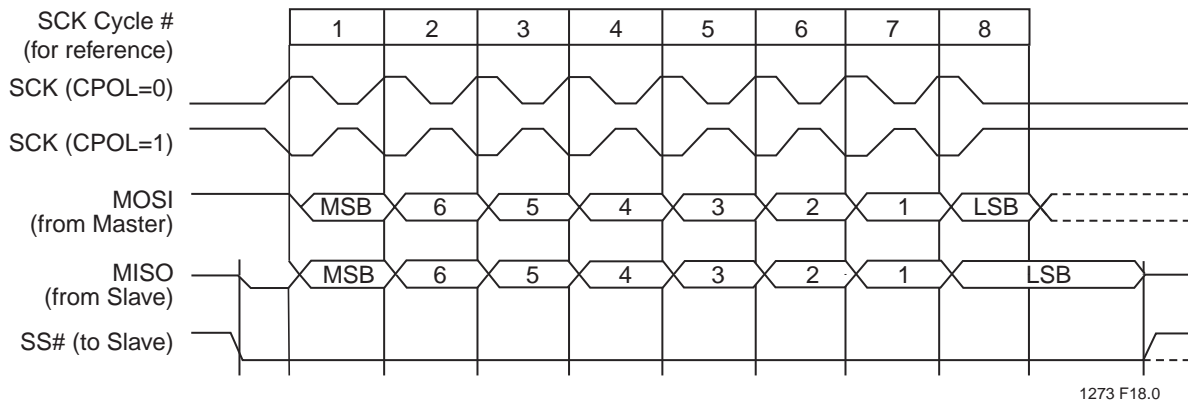 SCK Cycle # 1 2 3 4 5 6 7 8
(for reference)
SCK (CPOL=0)
SCK (CPOL=1)
MOSI MSB 6 5 4 3 2 1 LSB
(from Master)
MISO MSB 6 5 4 3 2 1 LSB
(from Slave)
SS# (to Slave)
1273 F18.0